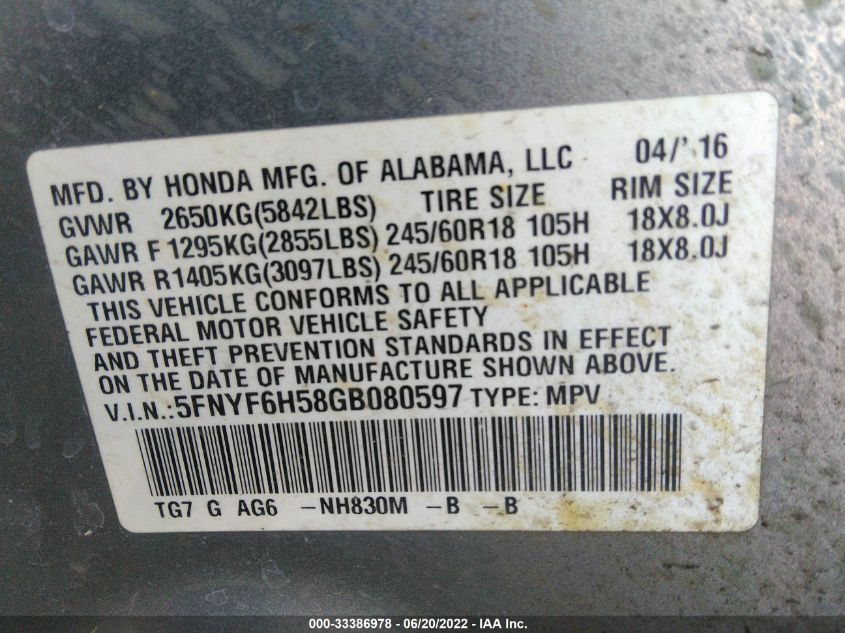 MFD. BY HONDA MFG. OF ALABAMA, LLC 04/' 16
GVWR 2650KG(5842LBS) TIRE SIZE RIM SIZE
GAWR F 1295KG(2855LBS) 245/60R18 105H 18X8.0J
GAWR R1405KG(3097LBS) 245/60R18 105H 18X8.0J
THIS VEHICLE CONFORMS TO ALL APPLICABLE
FEDERAL MOTOR VEHICLE SAFETY
AND THEFT PREVENTION STANDARDS IN EFFECT
ON THE DATE OF MANUFACTURE SHOWN ABOVE.
V.I.N.:5FNYF6H58GB080597 TYPE: MPV
TG7 G AG6 -NH830M -B -B
000-33386978 - 06/20/2022 - IAA Inc.